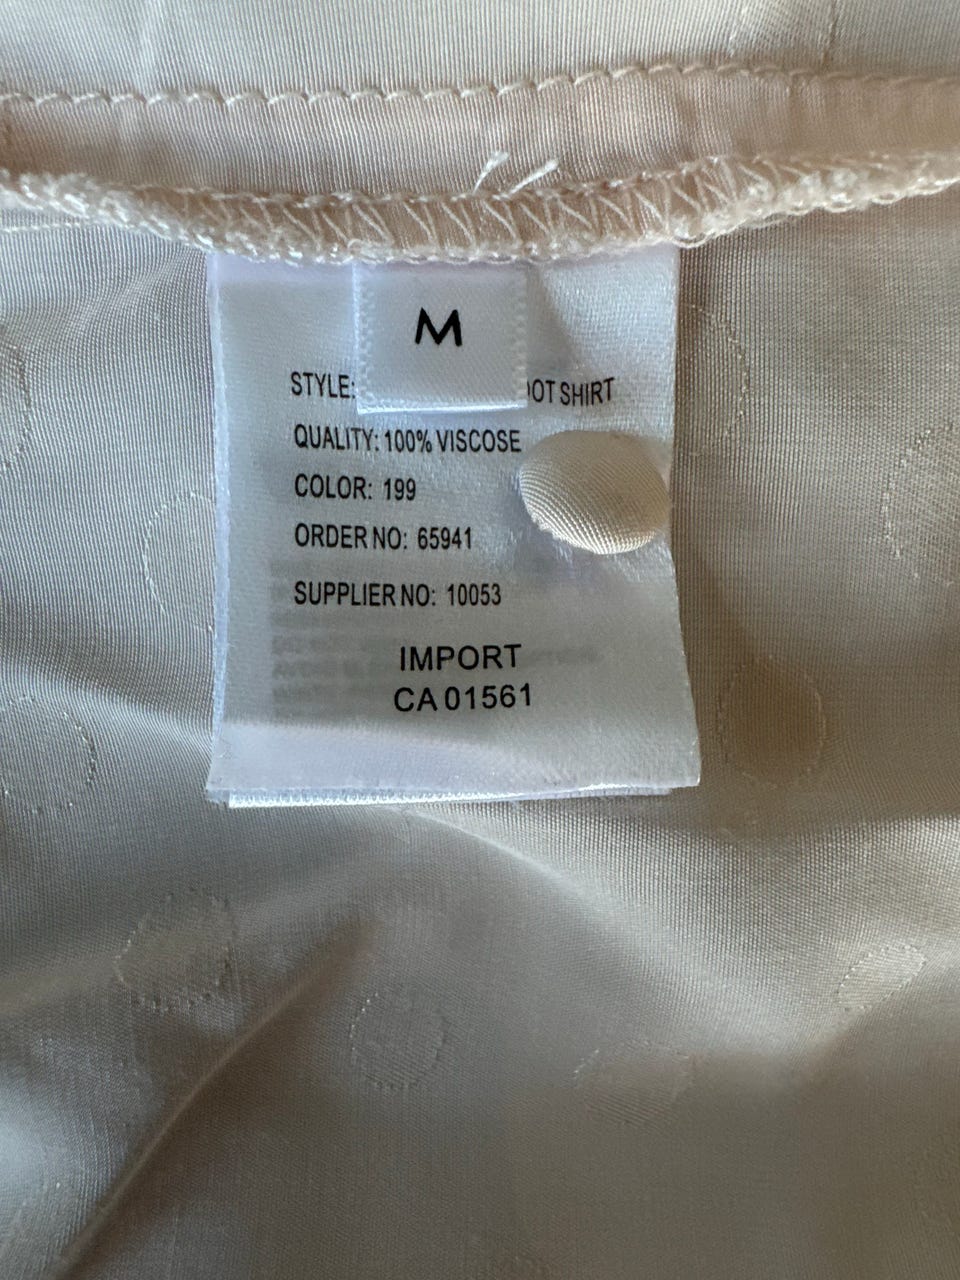 M
STYLE: OT SHIRT
QUALITY: 100% VISCOSE
COLOR: 199
ORDER NO: 65941
SUPPLIER NO: 10053
IMPORT
CA 01561